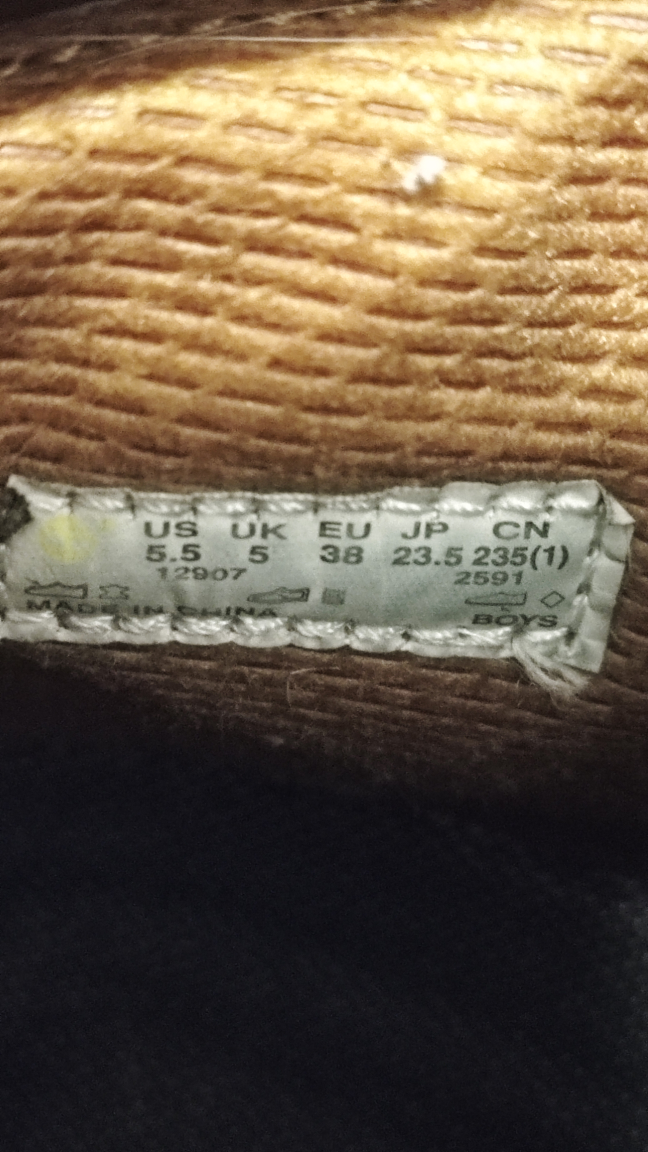 US UK EU JP CN
5.5 5 38 23.5 235(1)
12907 2591
MADE IN CHINA
BOYS